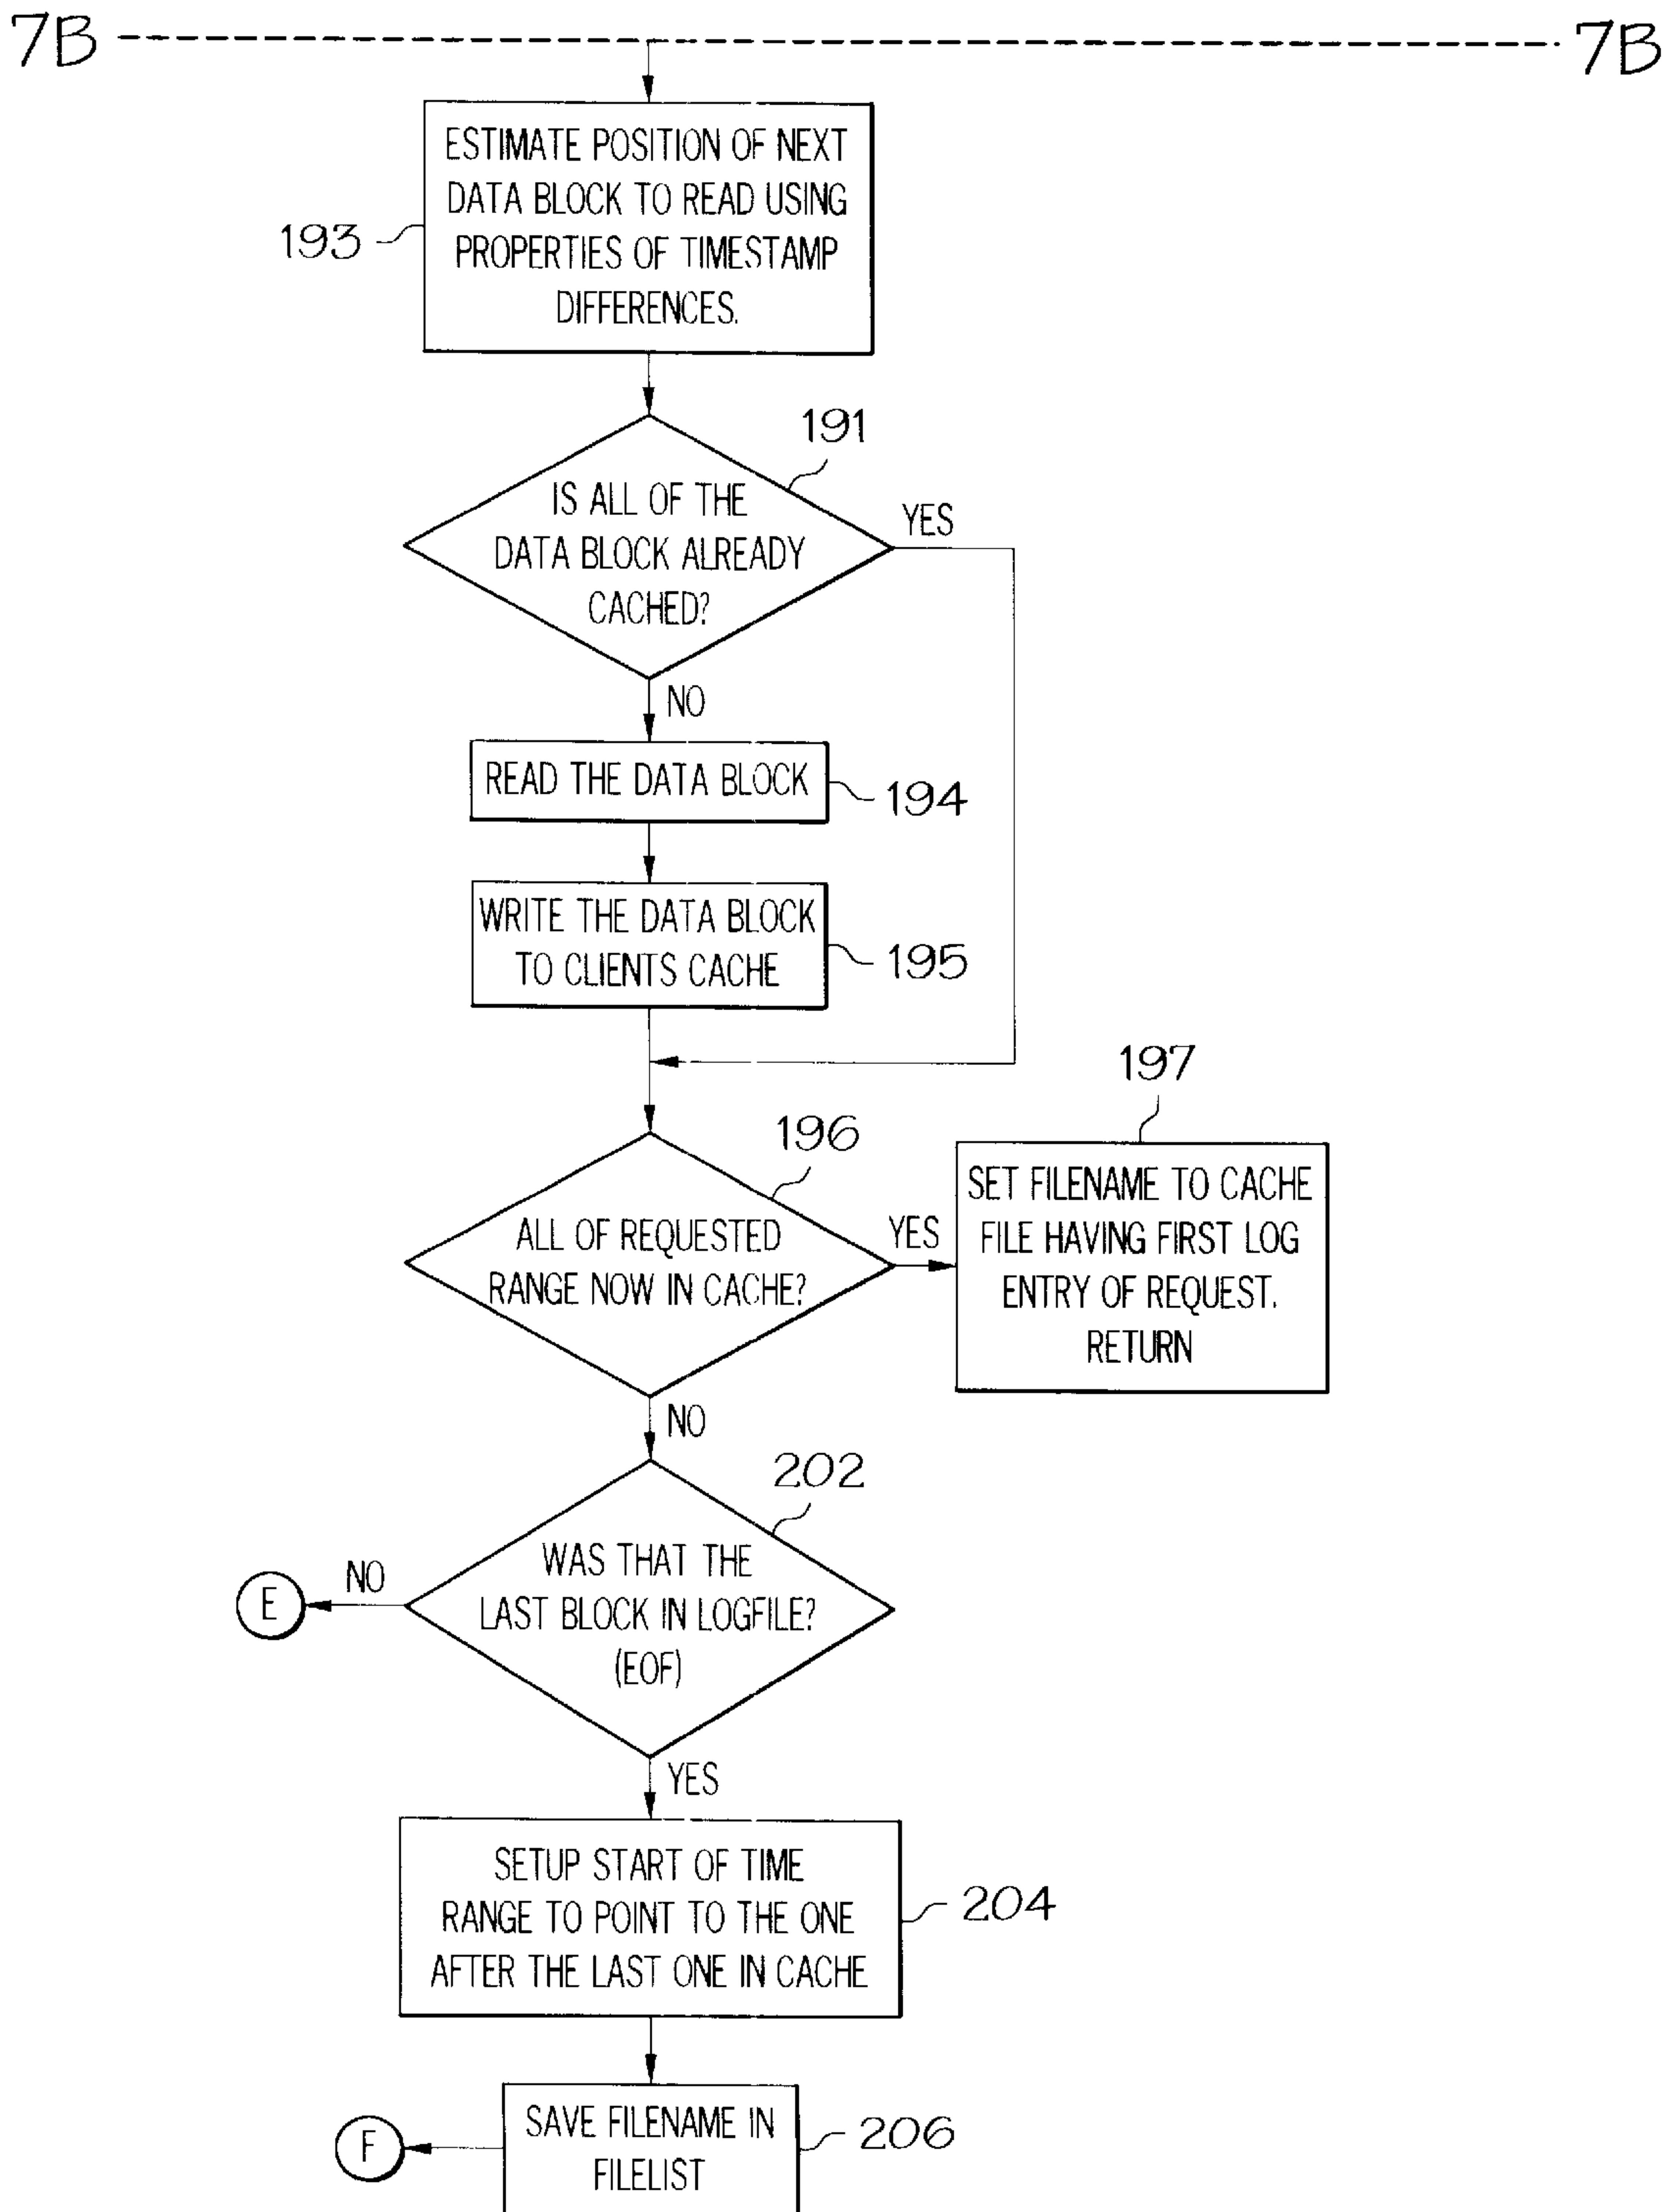 7B 7B
ESTIMATE POSITION OF NEXT
DATA BLOCK TO READ USING
PROPERTIES OF TIMESTAMP
DIFFERENCES.
193
191
IS ALL OF THE
DATA BLOCK ALREADY
CACHED?
YES
NO
READ THE DATA BLOCK
194
WRITE THE DATA BLOCK
TO CLIENTS CACHE
195
196
ALL OF REQUESTED
RANGE NOW IN CACHE?
YES
197
SET FILENAME TO CACHE
FILE HAVING FIRST LOG
ENTRY OF REQUEST.
RETURN
NO
202
WAS THAT THE
LAST BLOCK IN LOGFILE?
(EOF)
NO
E
YES
SETUP START OF TIME
RANGE TO POINT TO THE ONE
AFTER THE LAST ONE IN CACHE
204
SAVE FILENAME IN
FILELIST
206
F